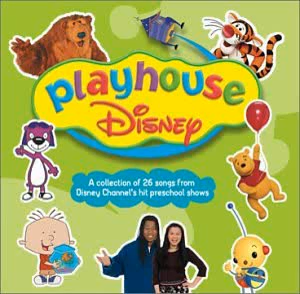 playhouse
Disney
A collection of 26 songs from
Disney Channel's hit preschool shows